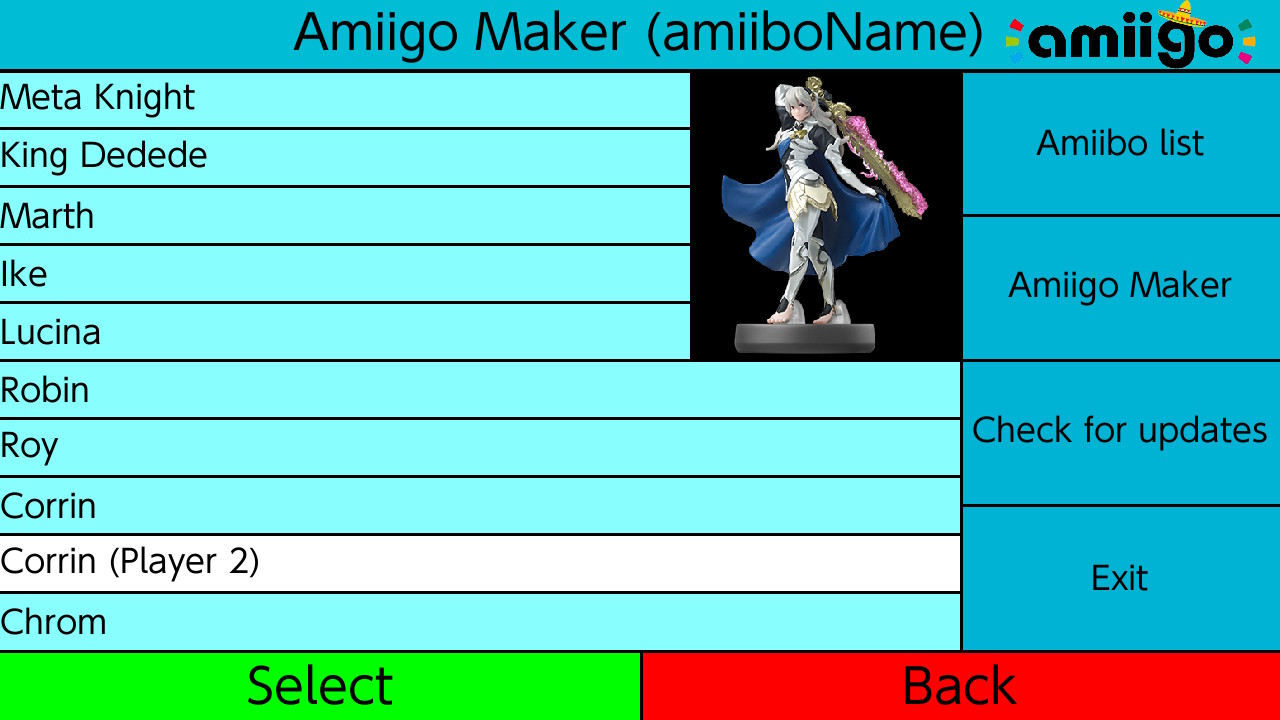 Amiigo Maker (amiiboName)
amiigo
Meta Knight
King Dedede
Marth
Ike
Lucina
Robin
Roy
Corrin
Corrin (Player 2)
Chrom
Amiibo list
Amiigo Maker
Check for updates
Exit
Select
Back